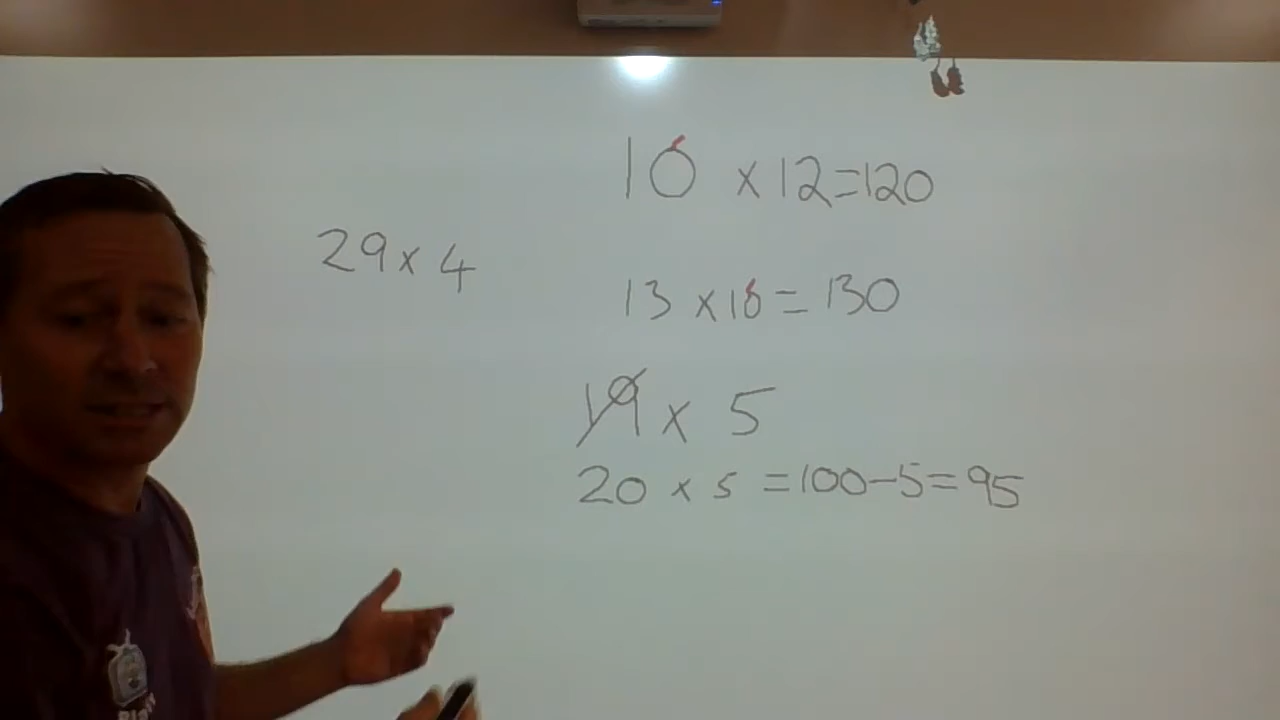 10 x 12=120
29 x 4
13 x 10 = 130
19 x 5
20 x 5 =100-5=95